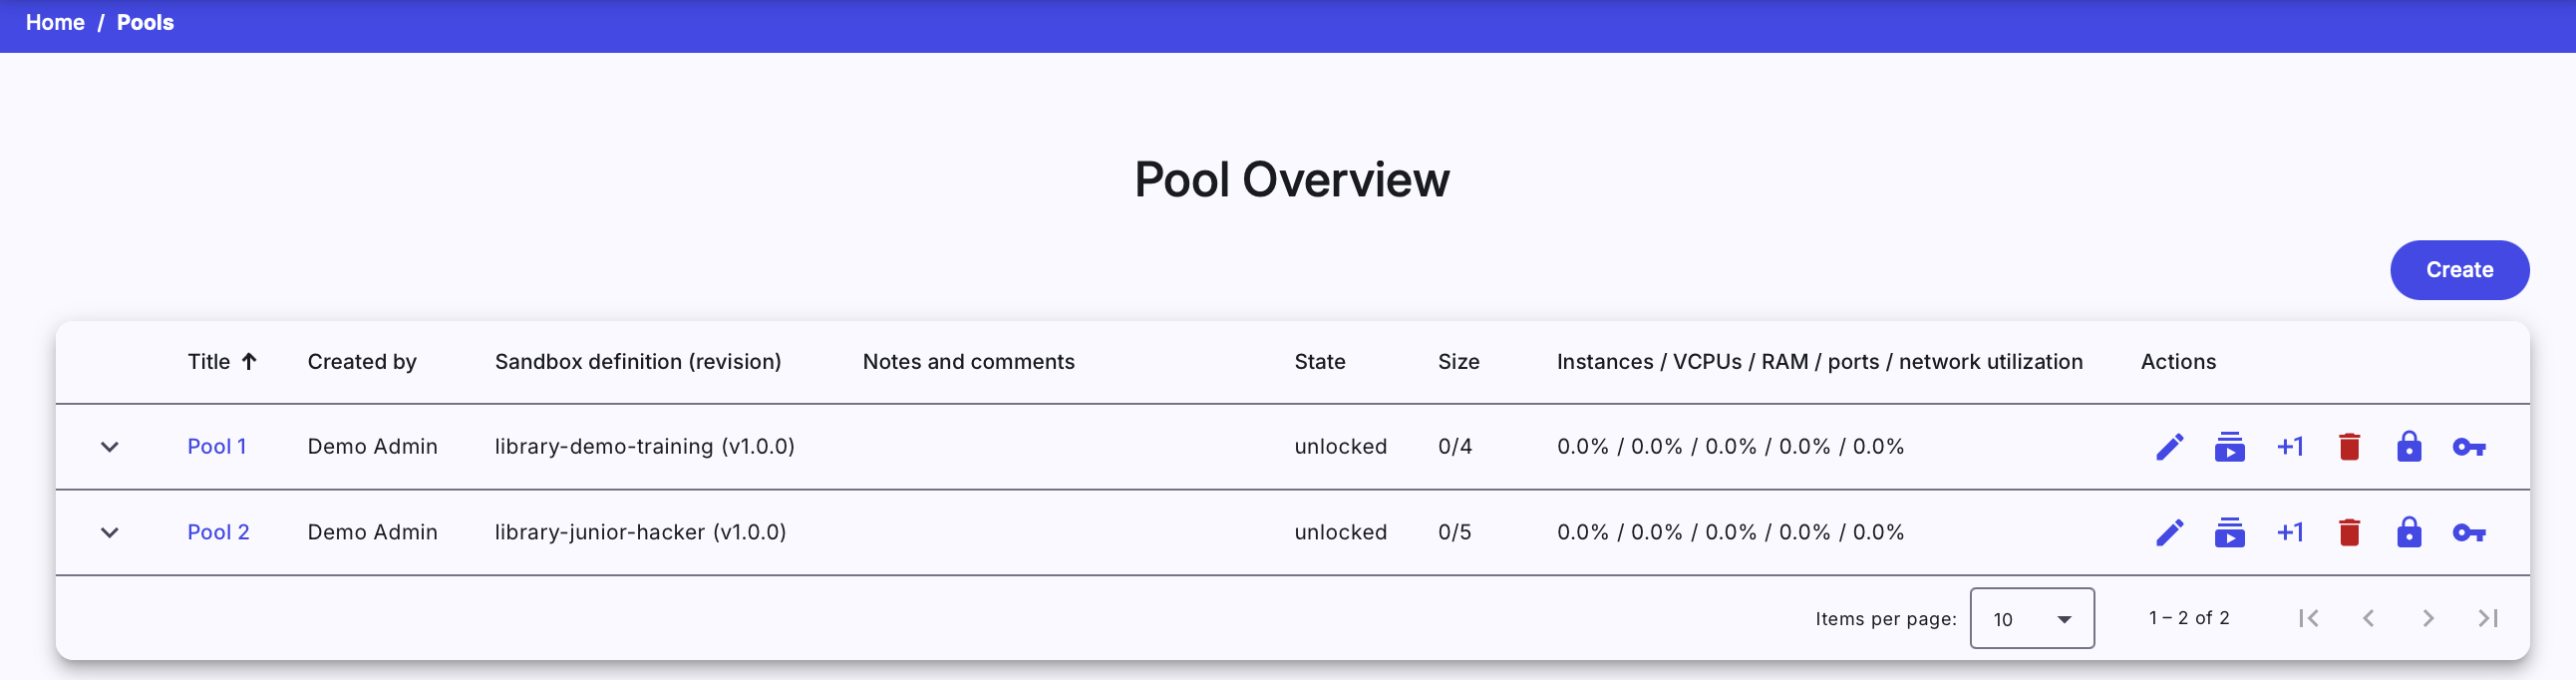 Home / Pools
Pool Overview
Create
Title Created by Sandbox definition (revision) Notes and comments State Size Instances / VCPUs / RAM / ports / network utilization Actions
Pool 1 Demo Admin library-demo-training (v1.0.0) unlocked 0/4 0.0% / 0.0% / 0.0% / 0.0% / 0.0% +1
Pool 2 Demo Admin library-junior-hacker (v1.0.0) unlocked 0/5 0.0% / 0.0% / 0.0% / 0.0% / 0.0% +1
Items per page: 10 1 – 2 of 2